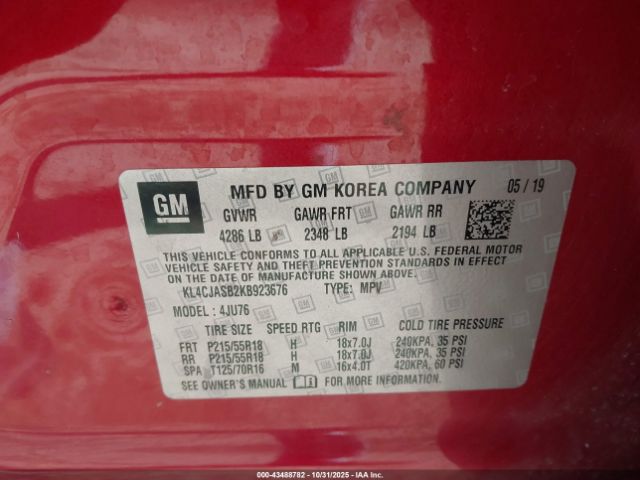 GM MFD BY GM KOREA COMPANY 05 / 19
GVWR GAWR FRT GAWR RR
4286 LB 2348 LB 2194 LB
THIS VEHICLE CONFORMS TO ALL APPLICABLE U.S. FEDERAL MOTOR
VEHICLE SAFETY, BUMPER, AND THEFT PREVENTION STANDARDS
IN EFFECT ON THE DATE OF MANUFACTURE SHOWN ABOVE.
KL4CJASB2KB923676 TYPE: MPV
MODEL: 4JU76
TIRE SIZE SPEED RTG RIM COLD TIRE PRESSURE
FRT P215/55R18 H 18x7.0J 240KPA, 35 PSI
RR P215/55R18 H 18x7.0J 240KPA, 35 PSI
SPA T125/70R16 M 16x4.0T 420KPA, 60 PSI
SEE OWNER'S MANUAL FOR MORE INFORMATION.
000-43488782 - 10/31/2025 - IAA Inc.